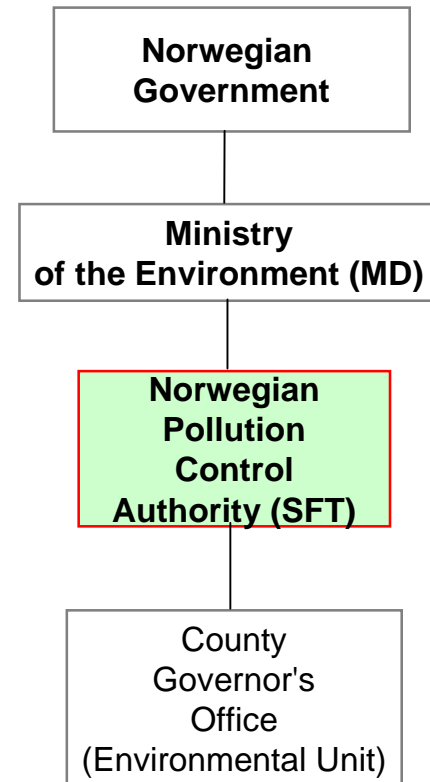 Norwegian
Government
Ministry
of the Environment (MD)
Norwegian
Pollution
Control
Authority (SFT)
County
Governor's
Office
(Environmental Unit)